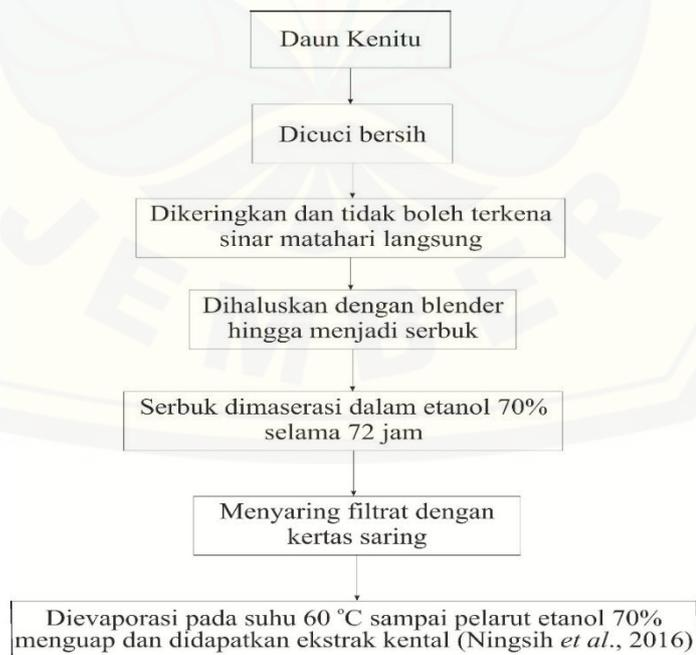 Daun Kenitu
Dicuci bersih
Dikeringkan dan tidak boleh terkena
sinar matahari langsung
Dihaluskan dengan blender
hingga menjadi serbuk
Serbuk dimaserasi dalam etanol 70%
selama 72 jam
Menyaring filtrat dengan
kertas saring
Dievaporasi pada suhu 60 °C sampai pelarut etanol 70%
menguap dan didapatkan ekstrak kental (Ningsih et al., 2016)
JEMBER